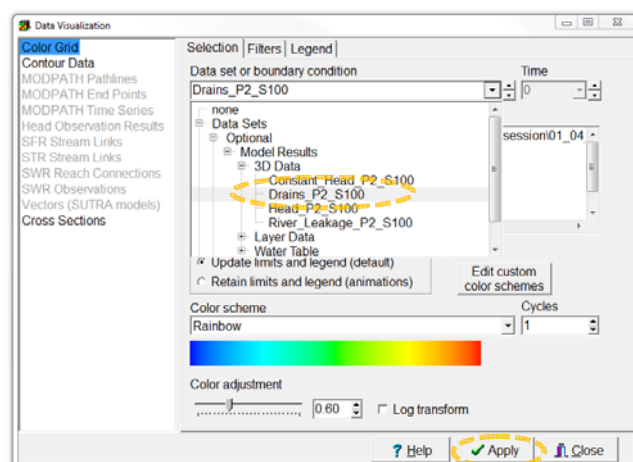 Data Visualization
Color Grid
Contour Data
MODPATH Pathlines
MODPATH End Points
MODPATH Time Series
Head Observation Results
SFR Stream Links
STR Stream Links
SWR Reach Connections
SWR Observations
Vectors (SUTRA models)
Cross Sections
Selection Filters Legend
Data set or boundary condition Time
Drains_P2_S100 0
none
Data Sets
Optional session\01_04
Model Results
3D Data
Constant_Head_P2_S100
Drains_P2_S100
Head_P2_S100
River_Leakage_P2_S100
Layer Data
Water Table
Update limits and legend (default)
Retain limits and legend (animations)
Edit custom
color schemes
Color scheme Cycles
Rainbow 1
Color adjustment
0.60 Log transform
? Help Apply Close